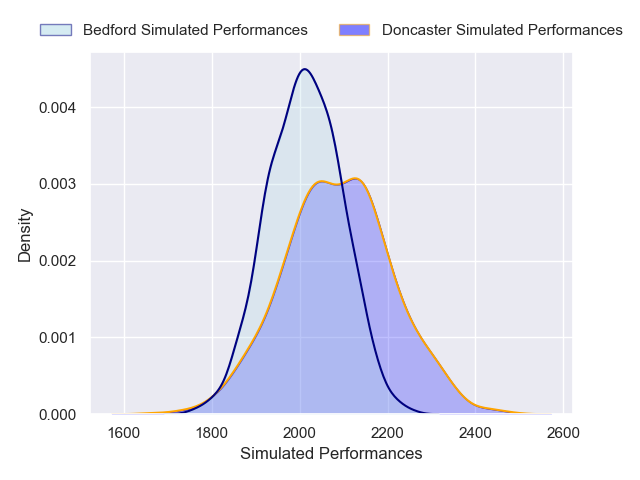 Bedford Simulated Performances
Doncaster Simulated Performances
Density
0.004
0.003
0.002
0.001
0.000
1600 1800 2000 2200 2400 2600
Simulated Performances